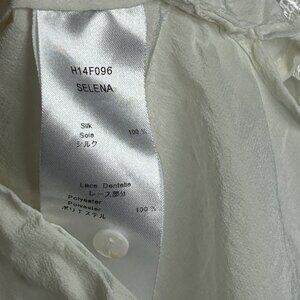 H14F096
SELENA
Silk
Soie 100 %
シルク
Lace Dentelle
レース部分
Polyester
Polyester 100 %
ポリエステル